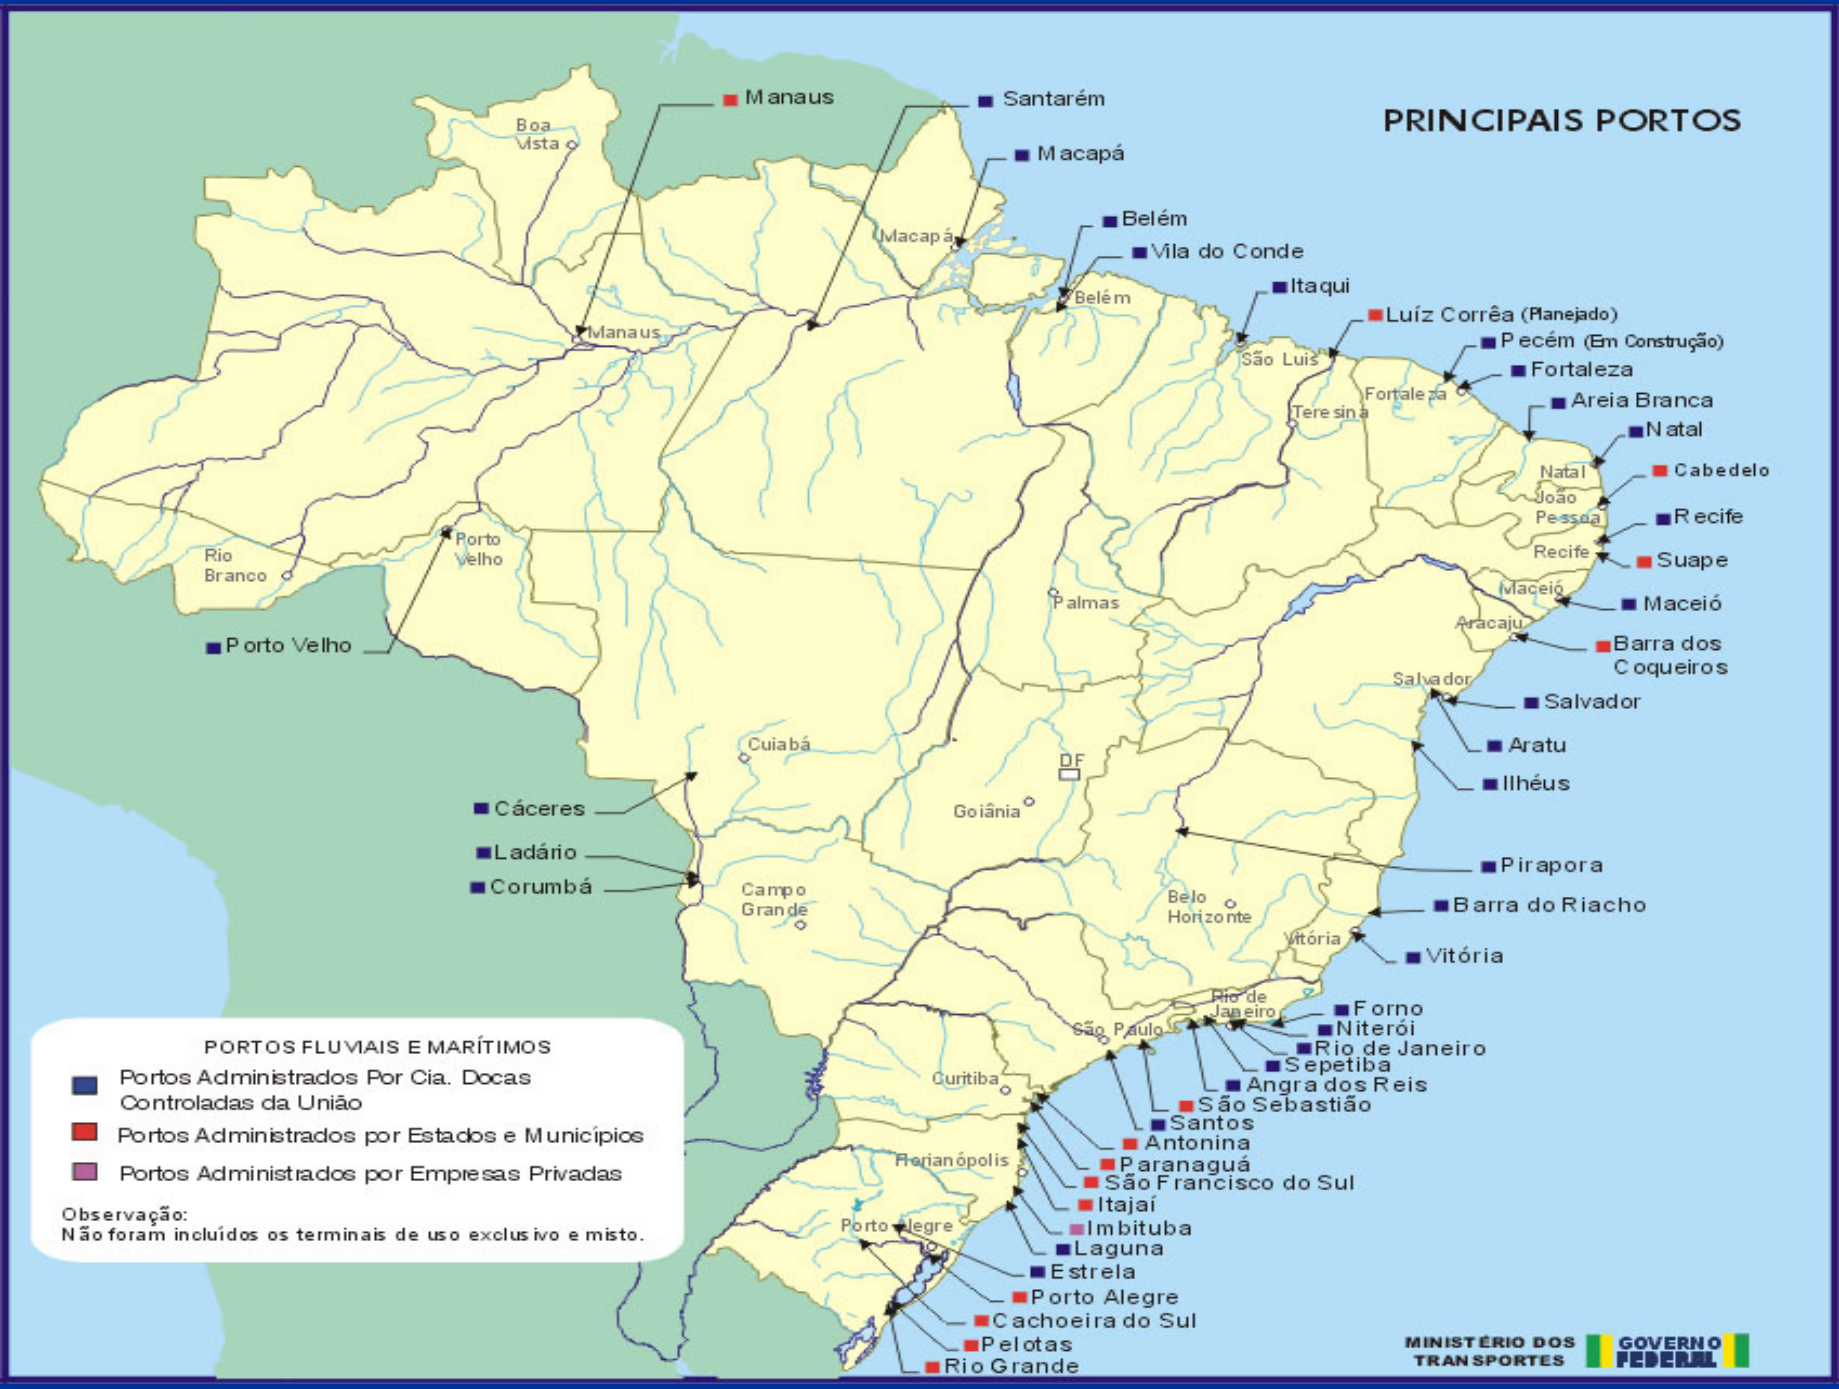 PRINCIPAIS PORTOS
Manaus
Santarém
Macapá
Belém
Vila do Conde
Itaqui
Luíz Corrêa (Planejado)
Pecém (Em Construção)
Fortaleza
Areia Branca
Natal
Cabedelo
Recife
Suape
Maceió
Barra dos
Coqueiros
Salvador
Aratu
Ilhéus
Pirapora
Barra do Riacho
Vitória
Forno
Niterói
Rio de Janeiro
Sepetiba
Angra dos Reis
São Sebastião
Santos
Antonina
Paranaguá
São Francisco do Sul
Itajaí
Imbituba
Laguna
Estrela
Porto Alegre
Cachoeira do Sul
Pelotas
Rio Grande
Porto Velho
Cáceres
Ladário
Corumbá
Boa
Vista
Macapá
Belém
Manaus
São Luis
Teresina
Fortaleza
Natal
João
Pessoa
Recife
Maceió
Aracaju
Salvador
Porto
Velho
Rio
Branco
Palmas
Cuiabá
DF
Goiânia
Campo
Grande
Belo
Horizonte
Vitória
Rio de
Janeiro
São Paulo
Curitiba
Florianópolis
Porto Alegre
PORTOS FLUVIAIS E MARÍTIMOS
Portos Administrados Por Cia. Docas
Controladas da União
Portos Administrados por Estados e Municípios
Portos Administrados por Empresas Privadas
Observação:
Não foram incluídos os terminais de uso exclusivo e misto.
MINISTÉRIO DOS
TRANSPORTES
GOVERNO
FEDERAL